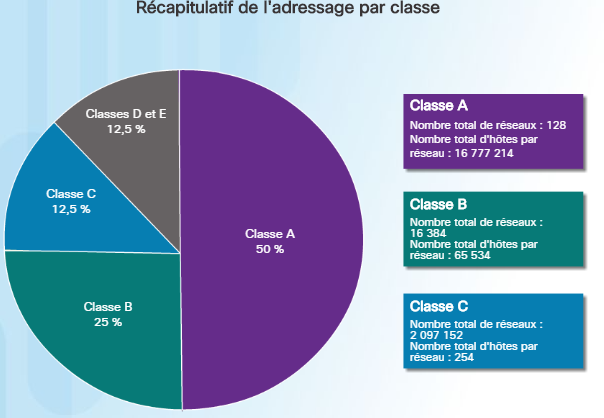 Récapitulatif de l'adressage par classe
Classes D et E
12,5 %
Classe C
12,5 %
Classe A
50 %
Classe B
25 %
Classe A
Nombre total de réseaux : 128
Nombre total d'hôtes par
réseau : 16 777 214
Classe B
Nombre total de réseaux :
16 384
Nombre total d'hôtes par
réseau : 65 534
Classe C
Nombre total de réseaux :
2 097 152
Nombre total d'hôtes par
réseau : 254